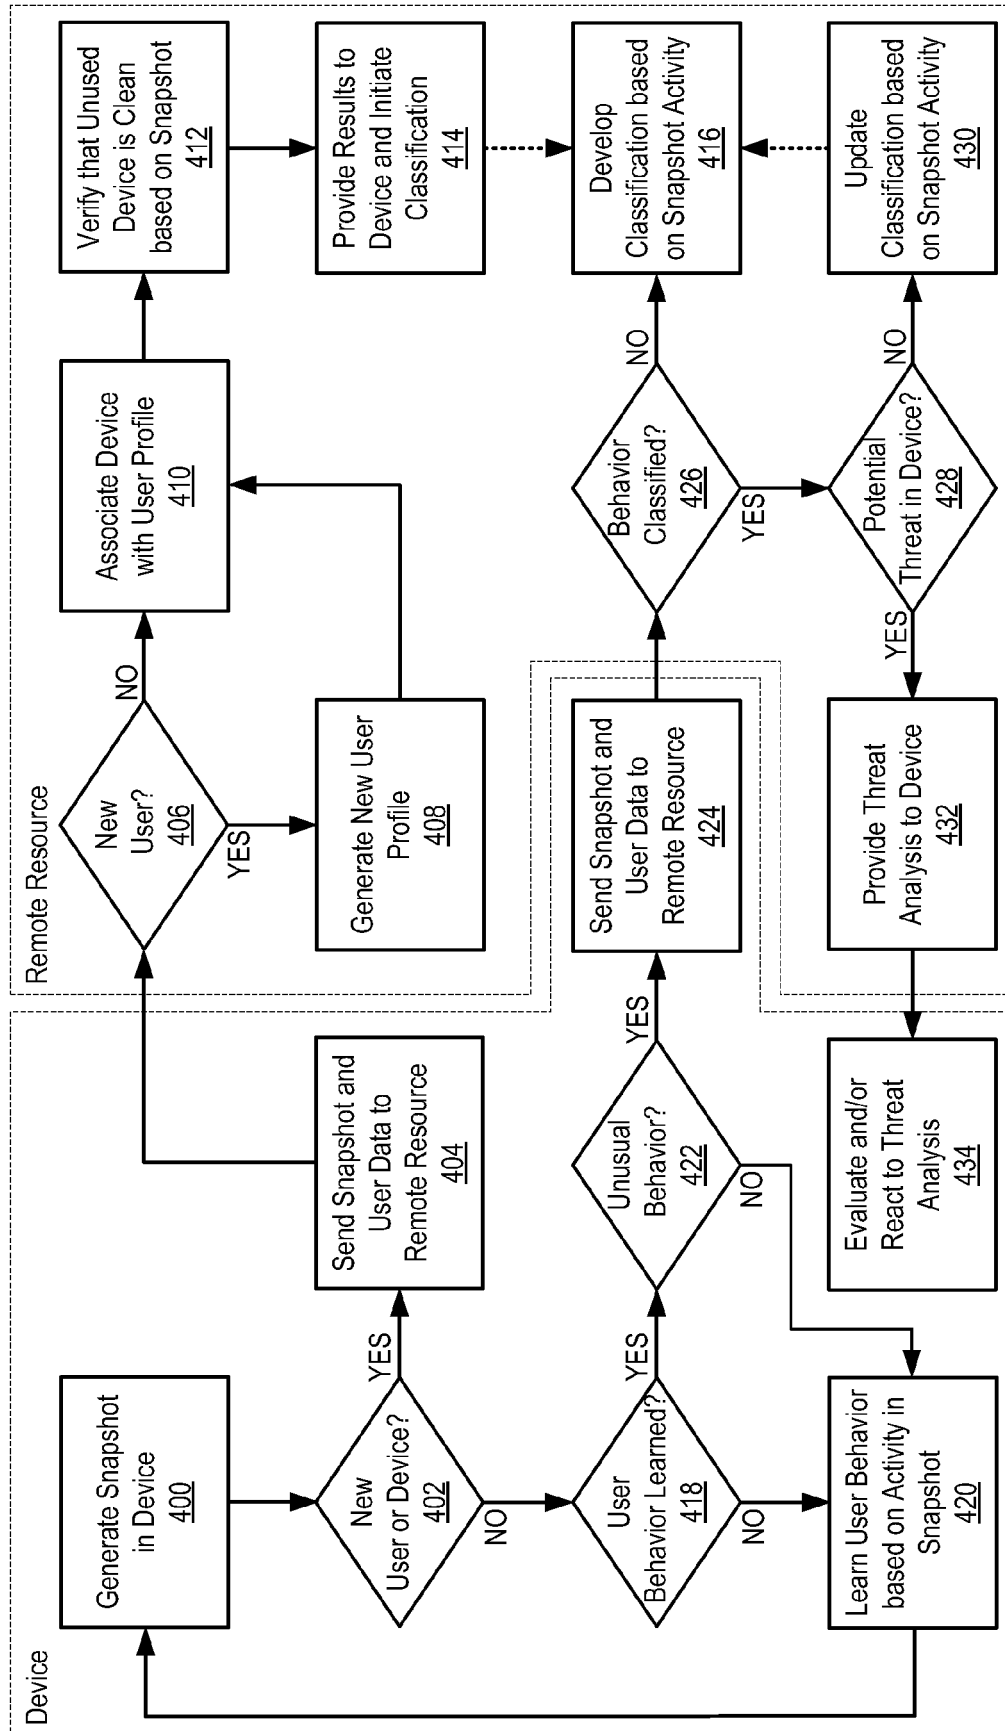 Device
Generate Snapshot
in Device
400
New
User or Device?
402
YES
NO
Send Snapshot and
User Data to
Remote Resource
404
User
Behavior Learned?
418
YES
NO
Learn User Behavior
based on Activity in
Snapshot
420
Unusual
Behavior?
422
YES
NO
Send Snapshot and
User Data to
Remote Resource
424
Evaluate and/or
React to Threat
Analysis
434
Remote Resource
New
User?
406
NO
YES
Generate New User
Profile
408
Associate Device
with User Profile
410
Verify that Unused
Device is Clean
based on Snapshot
412
Provide Results to
Device and Initiate
Classification
414
Behavior
Classified?
426
NO
YES
Develop
Classification based
on Snapshot Activity
416
Potential
Threat in Device?
428
NO
YES
Update
Classification based
on Snapshot Activity
430
Provide Threat
Analysis to Device
432